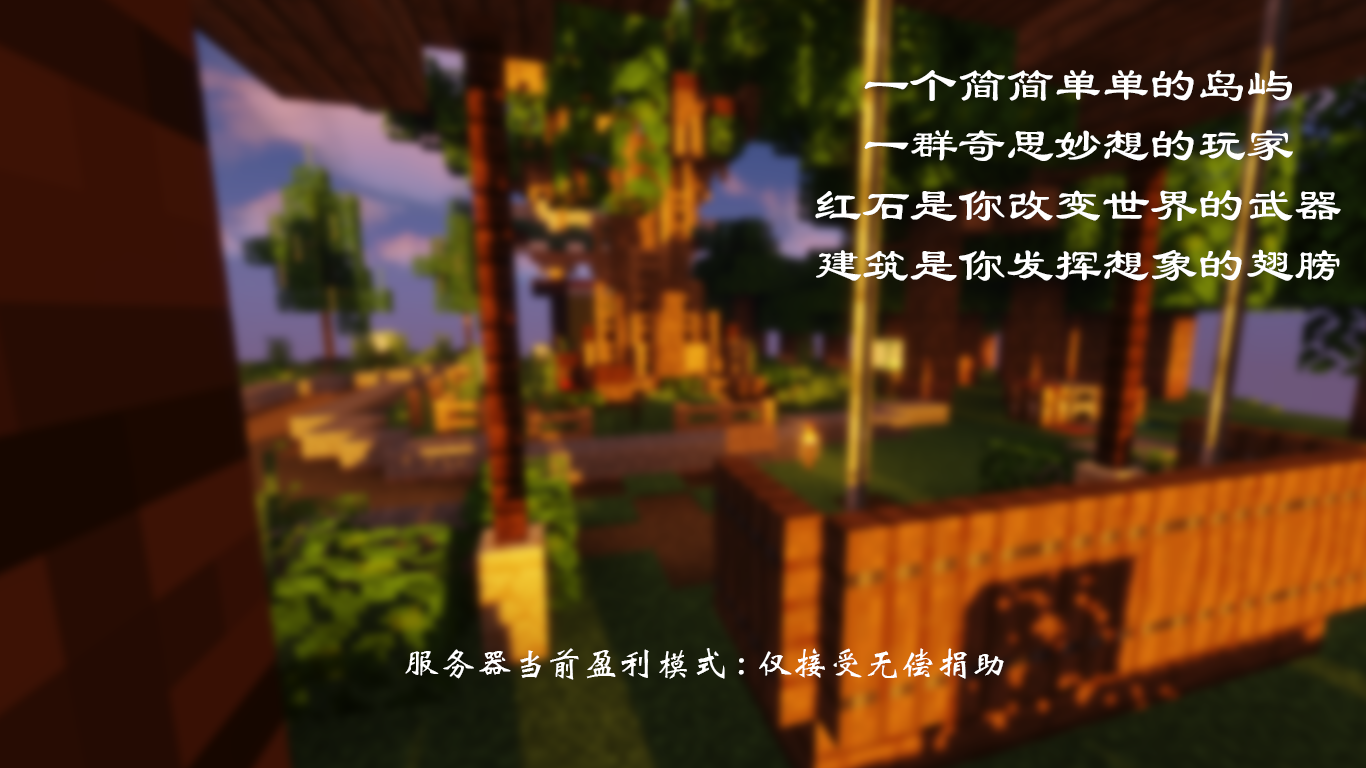 一个简简单单的岛屿
一群奇思妙想的玩家
红石是你改变世界的武器
建筑是你发挥想象的翅膀
服务器当前盈利模式：仅接受无偿捐助